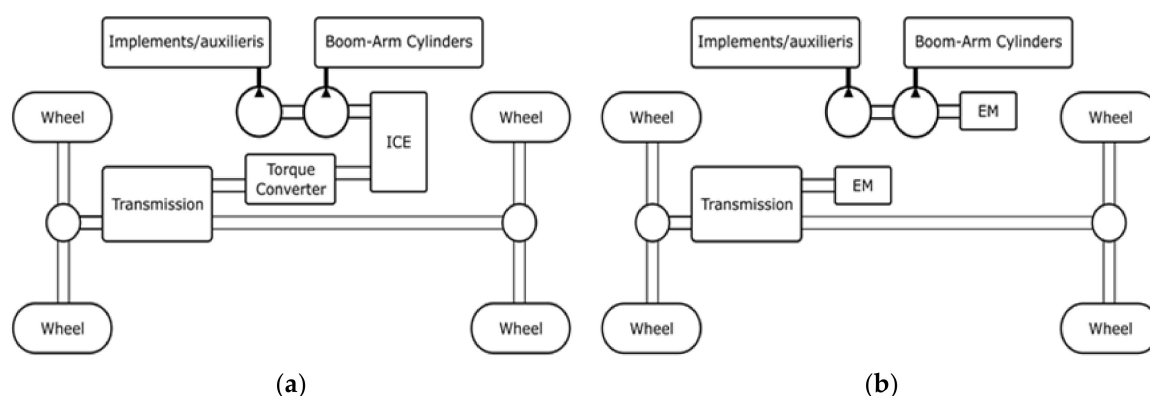 Implements/auxilieris
Boom-Arm Cylinders
Wheel
Wheel
ICE
Torque
Converter
Transmission
Wheel
Wheel
(a)
Implements/auxilieris
Boom-Arm Cylinders
Wheel
EM
Wheel
EM
Transmission
Wheel
Wheel
(b)